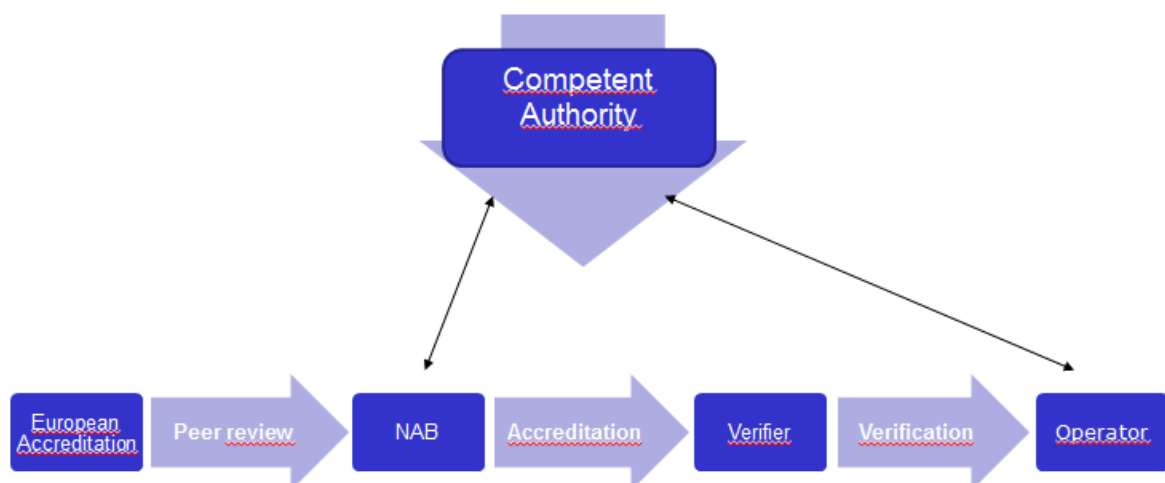 Competent
Authority
European
Accreditation
Peer review
NAB
Accreditation
Verifier
Verification
Operator